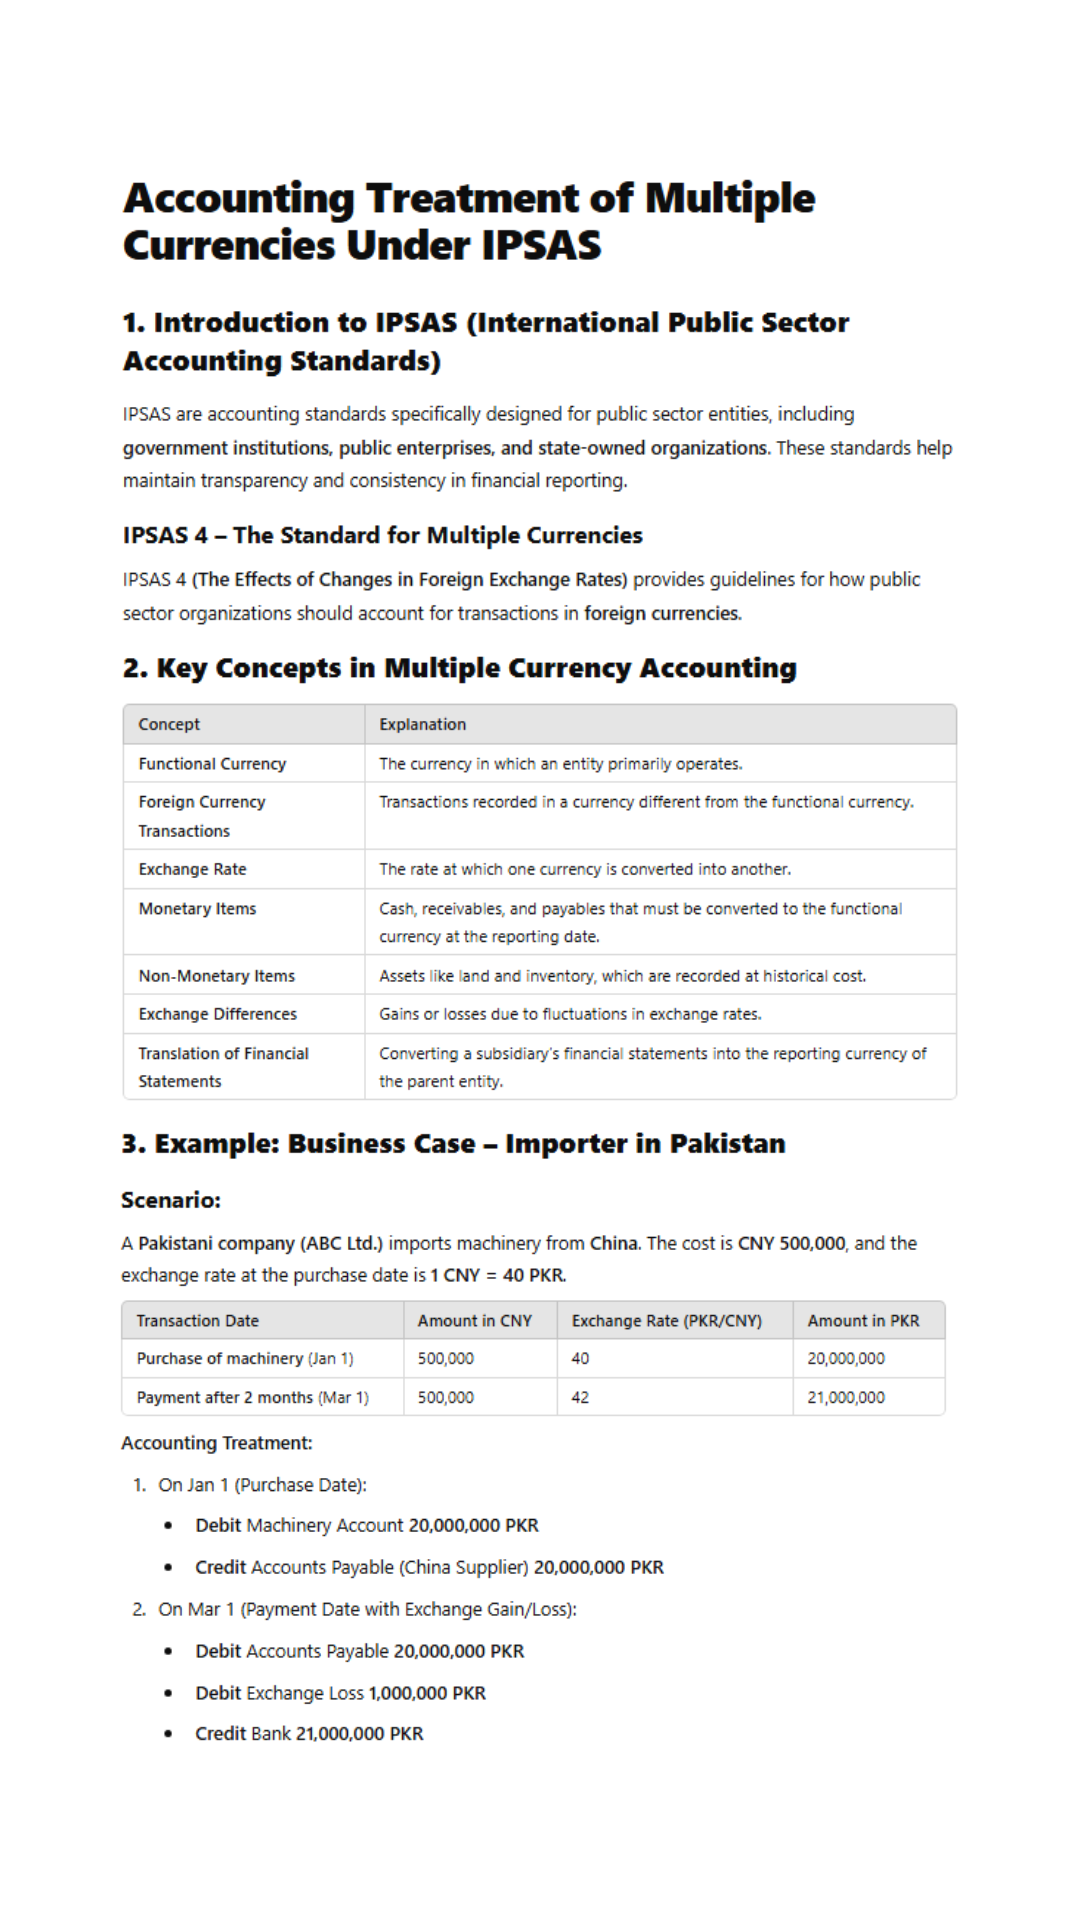 Accounting Treatment of Multiple
Currencies Under IPSAS
1. Introduction to IPSAS (International Public Sector
Accounting Standards)
IPSAS are accounting standards specifically designed for public sector entities, including
government institutions, public enterprises, and state-owned organizations. These standards help
maintain transparency and consistency in financial reporting.
IPSAS 4 – The Standard for Multiple Currencies
IPSAS 4 (The Effects of Changes in Foreign Exchange Rates) provides guidelines for how public
sector organizations should account for transactions in foreign currencies.
2. Key Concepts in Multiple Currency Accounting
Concept Explanation
Functional Currency The currency in which an entity primarily operates.
Foreign Currency Transactions recorded in a currency different from the functional currency.
Transactions
Exchange Rate The rate at which one currency is converted into another.
Monetary Items Cash, receivables, and payables that must be converted to the functional
currency at the reporting date.
Non-Monetary Items Assets like land and inventory, which are recorded at historical cost.
Exchange Differences Gains or losses due to fluctuations in exchange rates.
Translation of Financial Converting a subsidiary's financial statements into the reporting currency of
Statements the parent entity.
3. Example: Business Case – Importer in Pakistan
Scenario:
A Pakistani company (ABC Ltd.) imports machinery from China. The cost is CNY 500,000, and the
exchange rate at the purchase date is 1 CNY = 40 PKR.
Transaction Date Amount in CNY Exchange Rate (PKR/CNY) Amount in PKR
Purchase of machinery (Jan 1) 500,000 40 20,000,000
Payment after 2 months (Mar 1) 500,000 42 21,000,000
Accounting Treatment:
1. On Jan 1 (Purchase Date):
• Debit Machinery Account 20,000,000 PKR
• Credit Accounts Payable (China Supplier) 20,000,000 PKR
2. On Mar 1 (Payment Date with Exchange Gain/Loss):
• Debit Accounts Payable 20,000,000 PKR
• Debit Exchange Loss 1,000,000 PKR
• Credit Bank 21,000,000 PKR